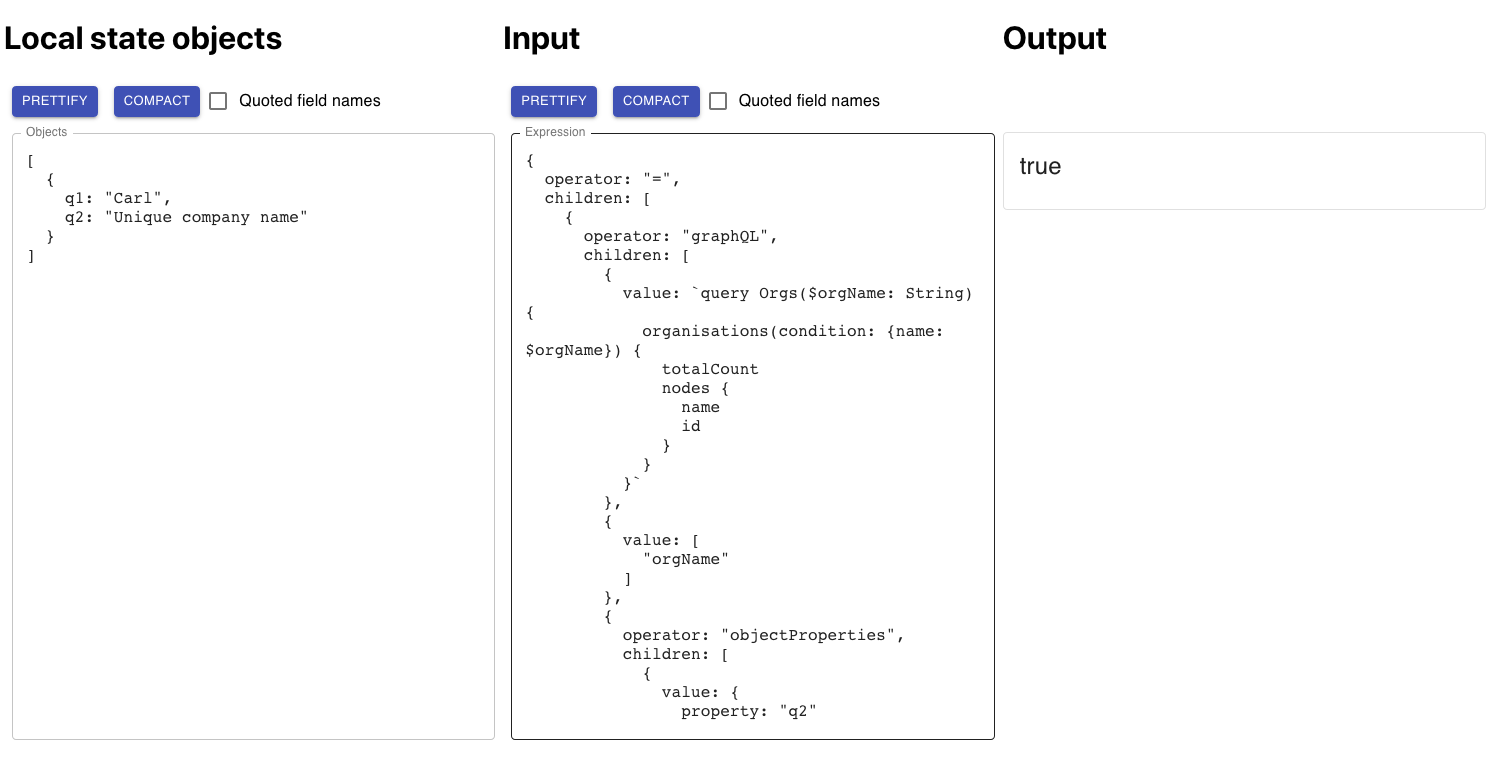 Local state objects
PRETTIFY COMPACT Quoted field names
Objects
[
  {
    q1: "Carl",
    q2: "Unique company name"
  }
]
Input
PRETTIFY COMPACT Quoted field names
Expression
{
  operator: "=",
  children: [
    {
      operator: "graphQL",
      children: [
        {
          value: `query Orgs($orgName: String)
{
            organisations(condition: {name:
$orgName}) {
              totalCount
              nodes {
                name
                id
              }
            }
          }`
        },
        {
          value: [
            "orgName"
          ]
        },
        {
          operator: "objectProperties",
          children: [
            {
              value: {
                property: "q2"
Output
true